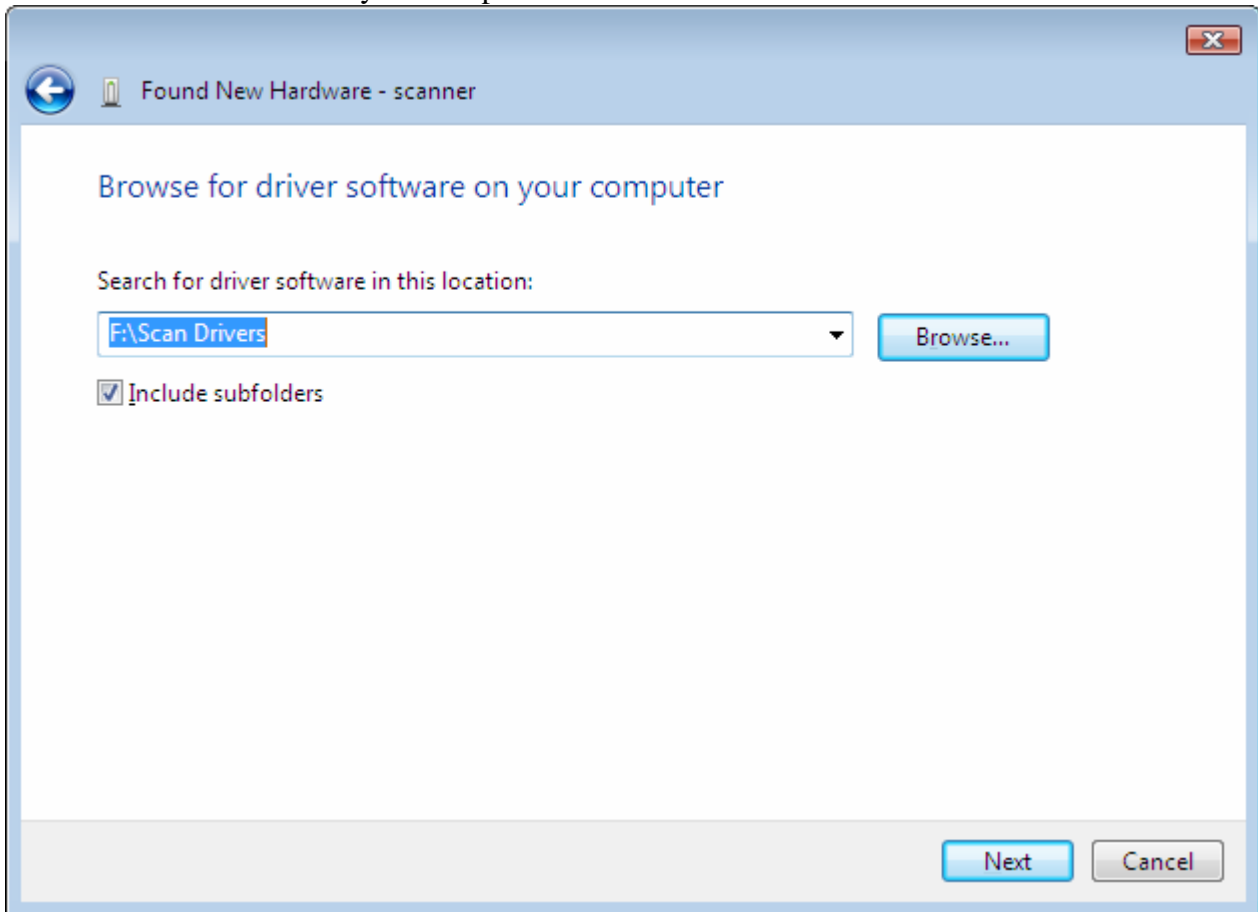 Found New Hardware - scanner
Browse for driver software on your computer
Search for driver software in this location:
F:\Scan Drivers
Browse...
Include subfolders
Next
Cancel